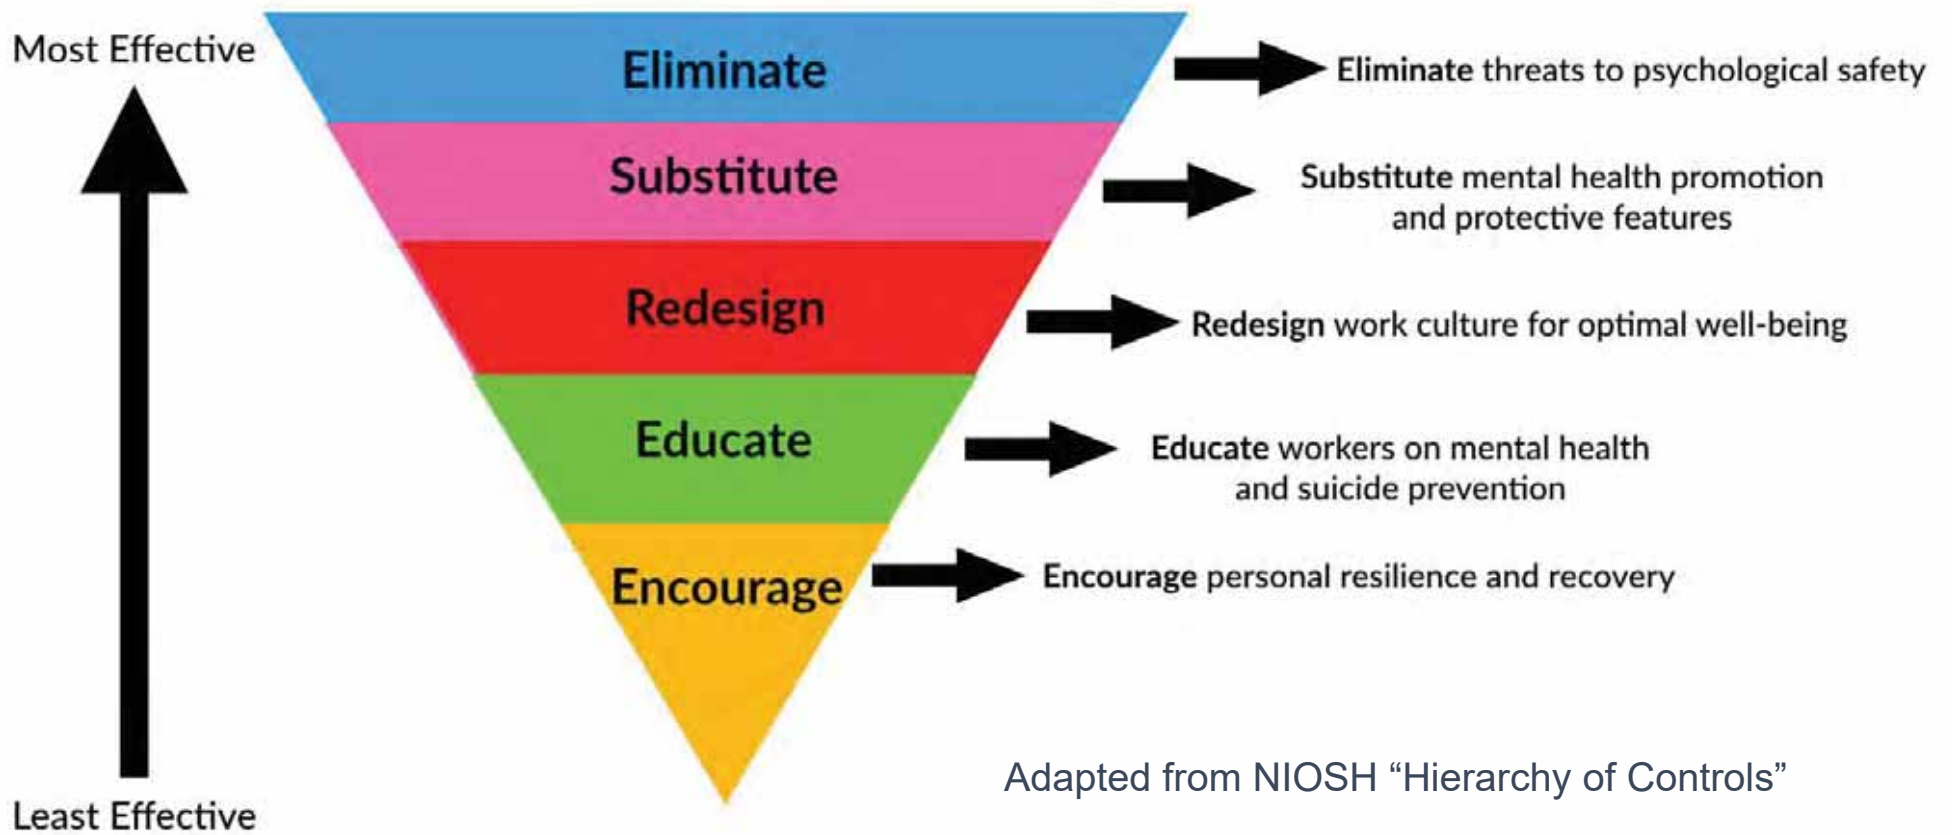 Most Effective
Eliminate
Eliminate threats to psychological safety
Substitute
Substitute mental health promotion
and protective features
Redesign
Redesign work culture for optimal well-being
Educate
Educate workers on mental health
and suicide prevention
Encourage
Encourage personal resilience and recovery
Adapted from NIOSH “Hierarchy of Controls”
Least Effective